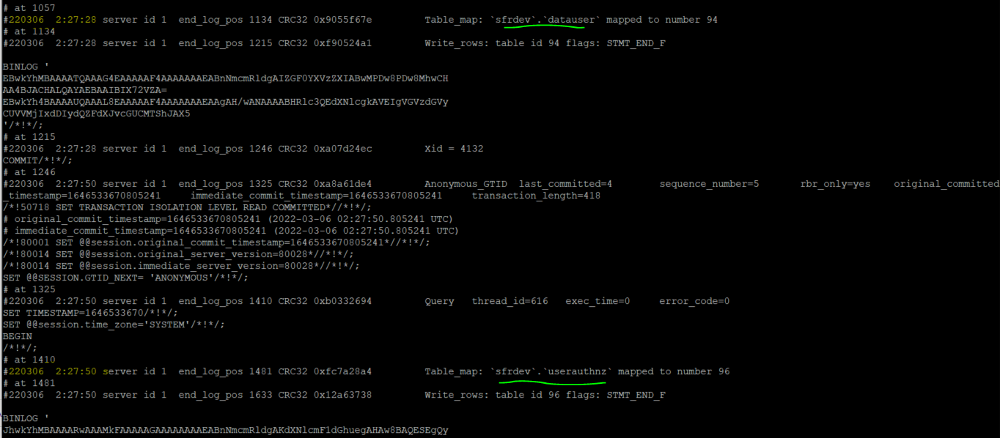 # at 1057
#220306  2:27:28 server id 1  end_log_pos 1134 CRC32 0x9055f67e         Table_map: `sfrdev`.`datauser` mapped to number 94
# at 1134
#220306  2:27:28 server id 1  end_log_pos 1215 CRC32 0xf90524a1         Write_rows: table id 94 flags: STMT_END_F
BINLOG '
EBwkYhMBAAAATQAAAG4EAAAAAF4AAAAAAAEABnNmcmRldgAIZGF0YXVzZXIABwMPDw8PDw8MhwCH
AA4BJACHALQAYAEBAAIBIX72VZA=
EBwkYh4BAAAAUQAAAL8EAAAAAF4AAAAAAAEAAgAH/wANAAAABHRlc3QEdXNlcgkAVEIgVGVzdGVy
CUVVMjIxdDIydQZFdXJvcGUCMTShJAX5
'/*!*/;
# at 1215
#220306  2:27:28 server id 1  end_log_pos 1246 CRC32 0xa07d24ec         Xid = 4132
COMMIT/*!*/;
# at 1246
#220306  2:27:50 server id 1  end_log_pos 1325 CRC32 0xa8a61de4         Anonymous_GTID  last_committed=4        sequence_number=5       rbr_only=yes    original_committed
_timestamp=1646533670805241     immediate_commit_timestamp=1646533670805241     transaction_length=418
/*!50718 SET TRANSACTION ISOLATION LEVEL READ COMMITTED*//*!*/;
# original_commit_timestamp=1646533670805241 (2022-03-06 02:27:50.805241 UTC)
# immediate_commit_timestamp=1646533670805241 (2022-03-06 02:27:50.805241 UTC)
/*!80001 SET @@session.original_commit_timestamp=1646533670805241*//*!*/;
/*!80014 SET @@session.original_server_version=80028*//*!*/;
/*!80014 SET @@session.immediate_server_version=80028*//*!*/;
SET @@SESSION.GTID_NEXT= 'ANONYMOUS'/*!*/;
# at 1325
#220306  2:27:50 server id 1  end_log_pos 1410 CRC32 0xb0332694         Query   thread_id=616   exec_time=0     error_code=0
SET TIMESTAMP=1646533670/*!*/;
SET @@session.time_zone='SYSTEM'/*!*/;
BEGIN
/*!*/;
# at 1410
#220306  2:27:50 server id 1  end_log_pos 1481 CRC32 0xfc7a28a4         Table_map: `sfrdev`.`userauthnz` mapped to number 96
# at 1481
#220306  2:27:50 server id 1  end_log_pos 1633 CRC32 0x12a63738         Write_rows: table id 96 flags: STMT_END_F
BINLOG '
JhwkYhMBAAAARwAAAMkFAAAAAGAAAAAAAAEABnNmcmRldgAKdXNlcmF1dGhuegAHAw8BAQESEgQy